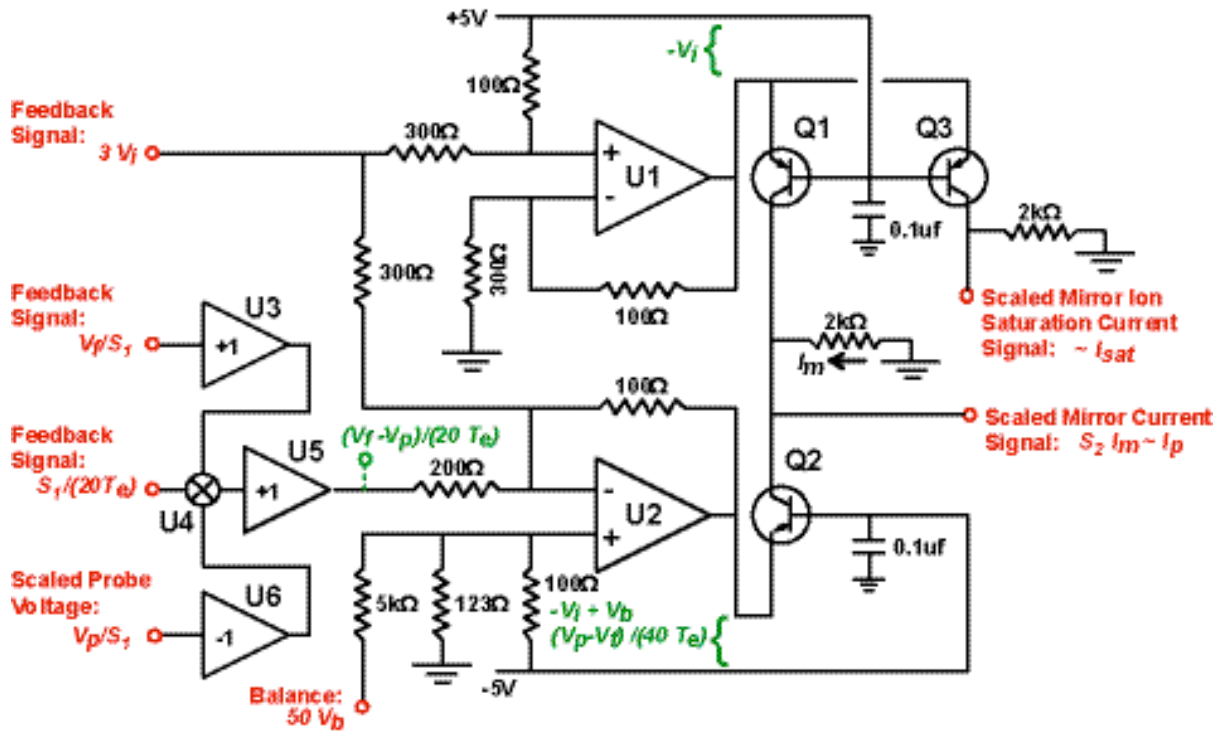 +5V
-Vi {
100Ω
Feedback
Signal:
3 Vi
300Ω
U1
+
-
Q1
Q3
0.1uf
2kΩ
300Ω
300Ω
100Ω
Scaled Mirror Ion
Saturation Current
Signal: ~ Isat
Feedback
Signal:
Vf/S1
U3
+1
2kΩ
Im
100Ω
Scaled Mirror Current
Signal: S2 Im ~ Ip
Feedback
Signal:
S1/(20Te)
U4
U5
+1
(Vf -Vp)/(20 Te)
200Ω
U2
-
+
Q2
0.1uf
Scaled Probe
Voltage:
Vp/S1
U6
-1
5kΩ
123Ω
100Ω
-Vi + Vb
(Vp-Vf) /(40 Te) {
-5V
Balance:
50 Vb